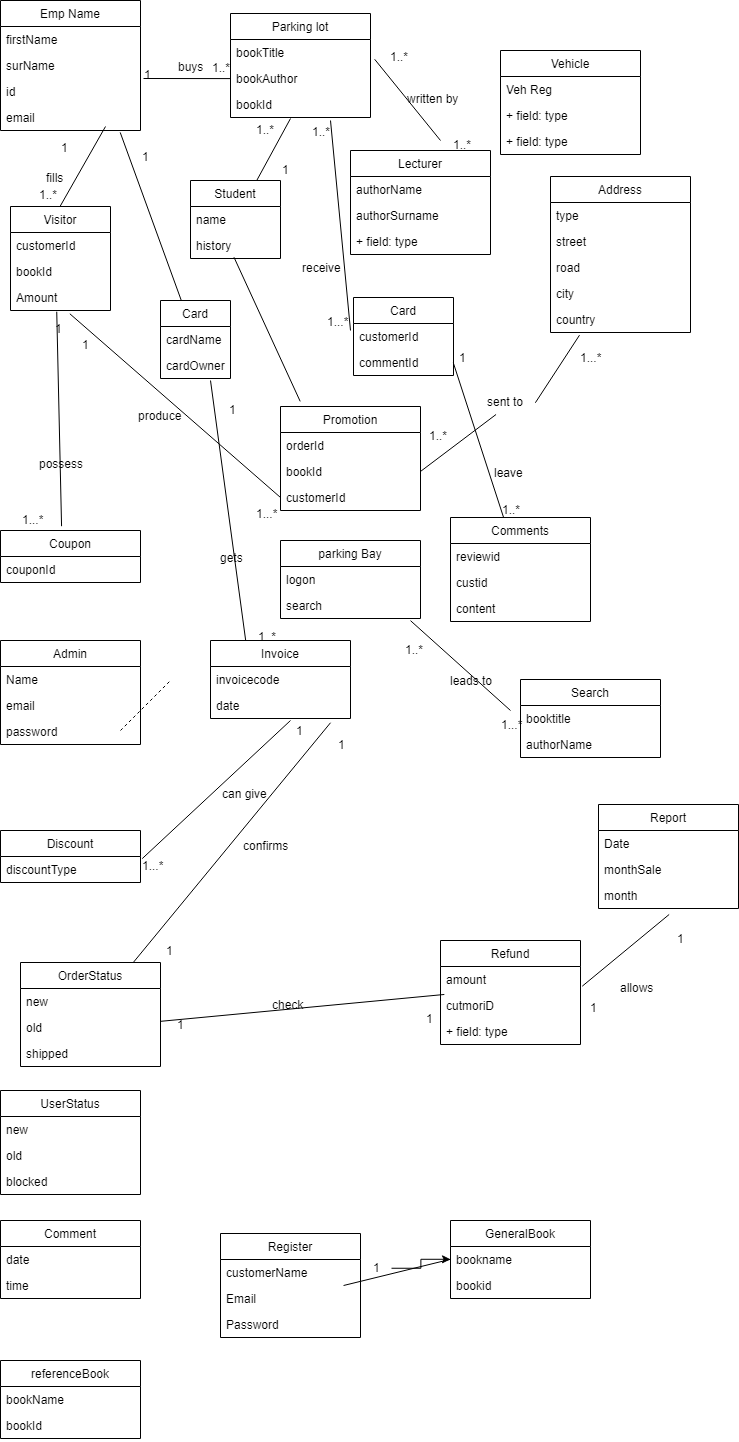 Emp Name
firstName
surName
id
email
Parking lot
bookTitle
bookAuthor
bookId
Vehicle
Veh Reg
+ field: type
+ field: type
1
buys
1..*
1..*
written by
1..*
Lecturer
authorName
authorSurname
+ field: type
Address
type
street
road
city
country
1
fills
1..*
1
1..*
1
1..*
Student
name
history
Visitor
customerId
bookId
Amount
receive
1...*
Card
cardName
cardOwner
Card
customerId
commentId
1
1
1
1
1...*
sent to
1..*
produce
Promotion
orderId
bookId
customerId
1...*
possess
1...*
leave
1..*
Comments
reviewid
custid
content
Coupon
couponId
gets
1..*
parking Bay
logon
search
1..*
leads to
1...*
Search
booktitle
authorName
Admin
Name
email
password
Invoice
invoicecode
date
1
1
can give
confirms
1...*
Discount
discountType
Report
Date
monthSale
month
1
allows
1
1
OrderStatus
new
old
shipped
1
check
1
Refund
amount
cutmoriD
+ field: type
UserStatus
new
old
blocked
Comment
date
time
Register
customerName
Email
Password
1
GeneralBook
bookname
bookid
referenceBook
bookName
bookId